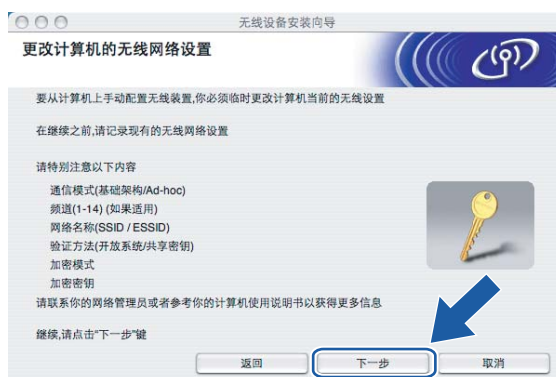 无线设备安装向导
更改计算机的无线网络设置
要从计算机上手动配置无线装置,你必须临时更改计算机当前的无线设置
在继续之前,请记录现有的无线网络设置
请特别注意以下内容
通信模式(基础架构/Ad-hoc)
频道(1-14) (如果适用)
网络名称(SSID / ESSID)
验证方法(开放系统/共享密钥)
加密模式
加密密钥
请联系你的网络管理员或者参考你的计算机使用说明书以获得更多信息
继续,请点击“下一步”键
返回 下一步 取消